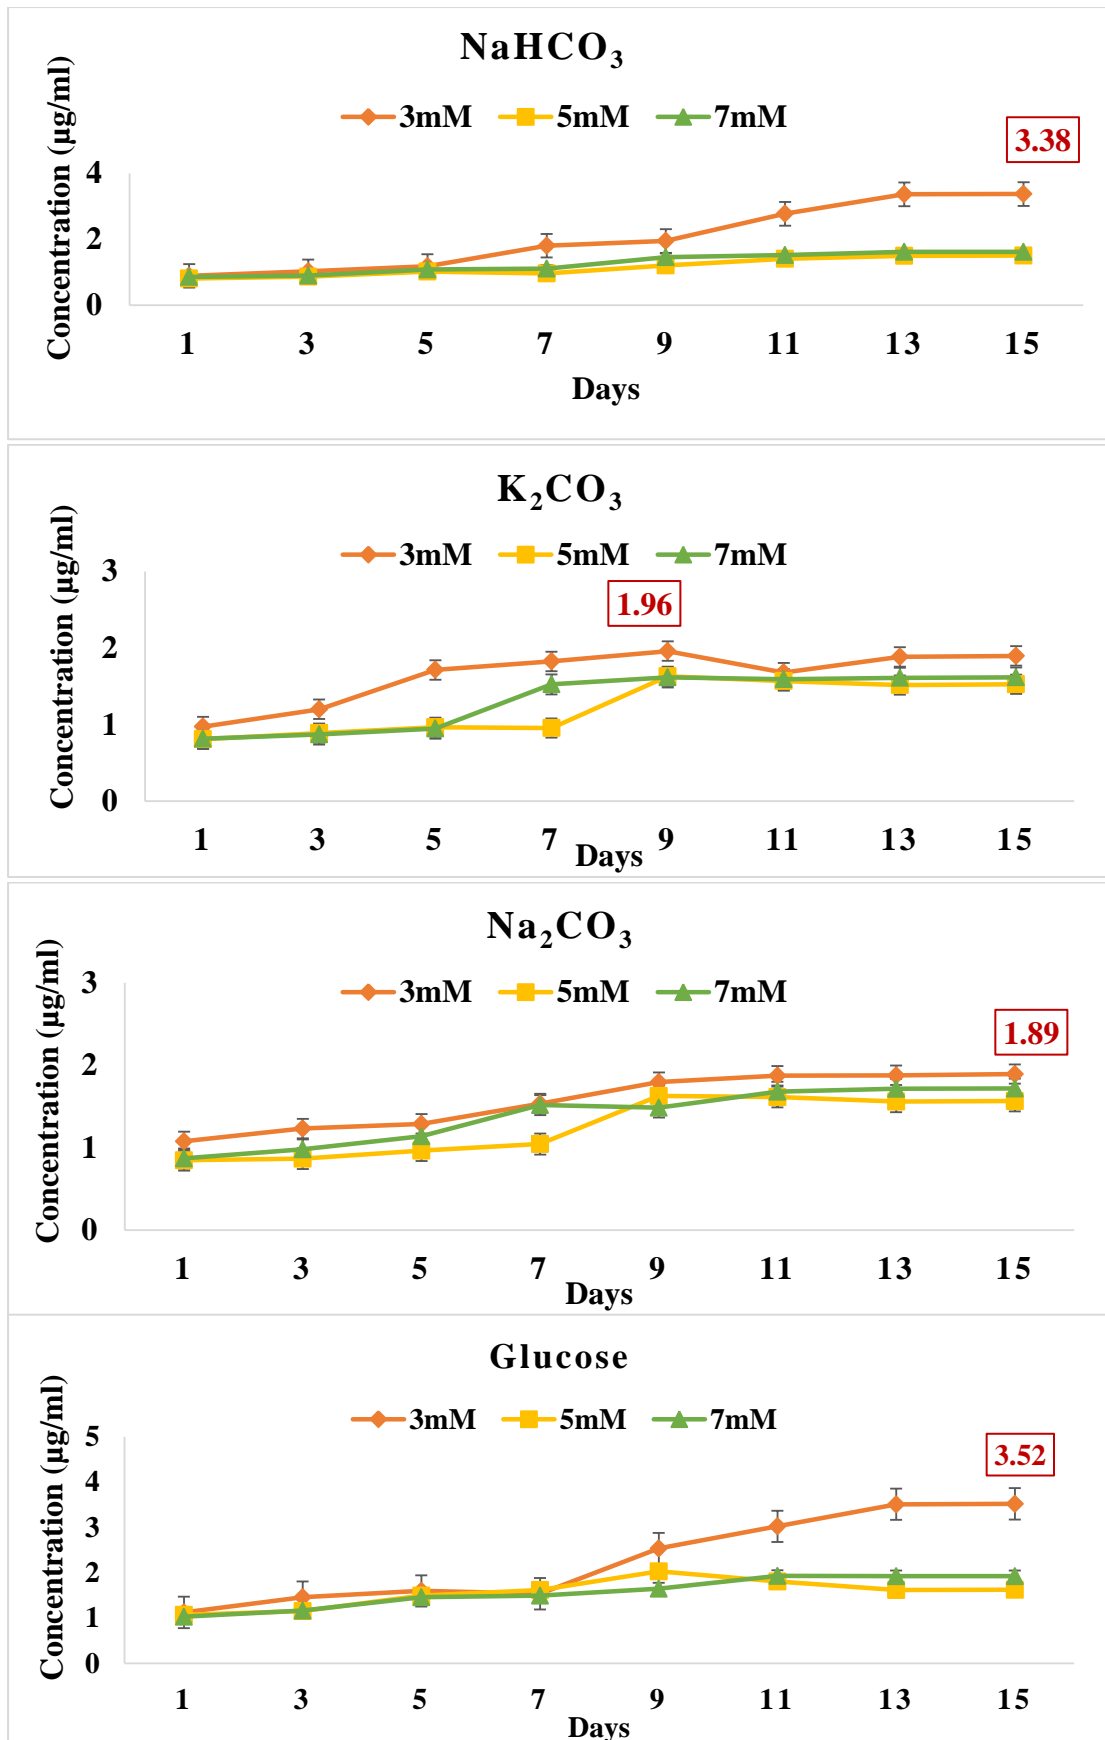 NaHCO₃
3mM 5mM 7mM
3.38
Concentration (µg/ml)
4
2
0
1 3 5 7 9 11 13 15
Days
K₂CO₃
3mM 5mM 7mM
1.96
Concentration (µg/ml)
3
2
1
0
1 3 5 7 9 11 13 15
Days
Na₂CO₃
3mM 5mM 7mM
1.89
Concentration (µg/ml)
3
2
1
0
1 3 5 7 9 11 13 15
Days
Glucose
3mM 5mM 7mM
3.52
Concentration (µg/ml)
5
4
3
2
1
0
1 3 5 7 9 11 13 15
Days